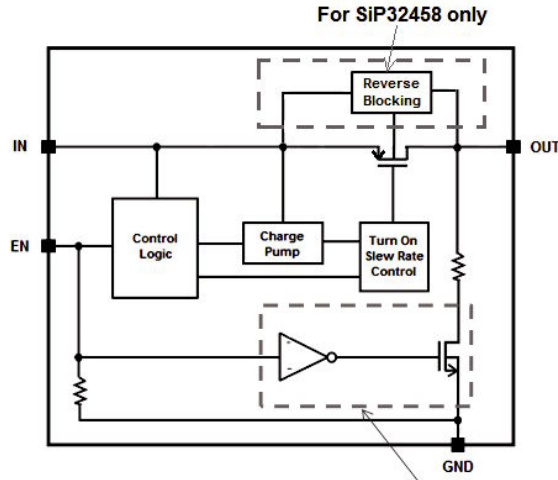 For SiP32458 only
Reverse
Blocking
IN
OUT
EN
Control
Logic
Charge
Pump
Turn On
Slew Rate
Control
GND